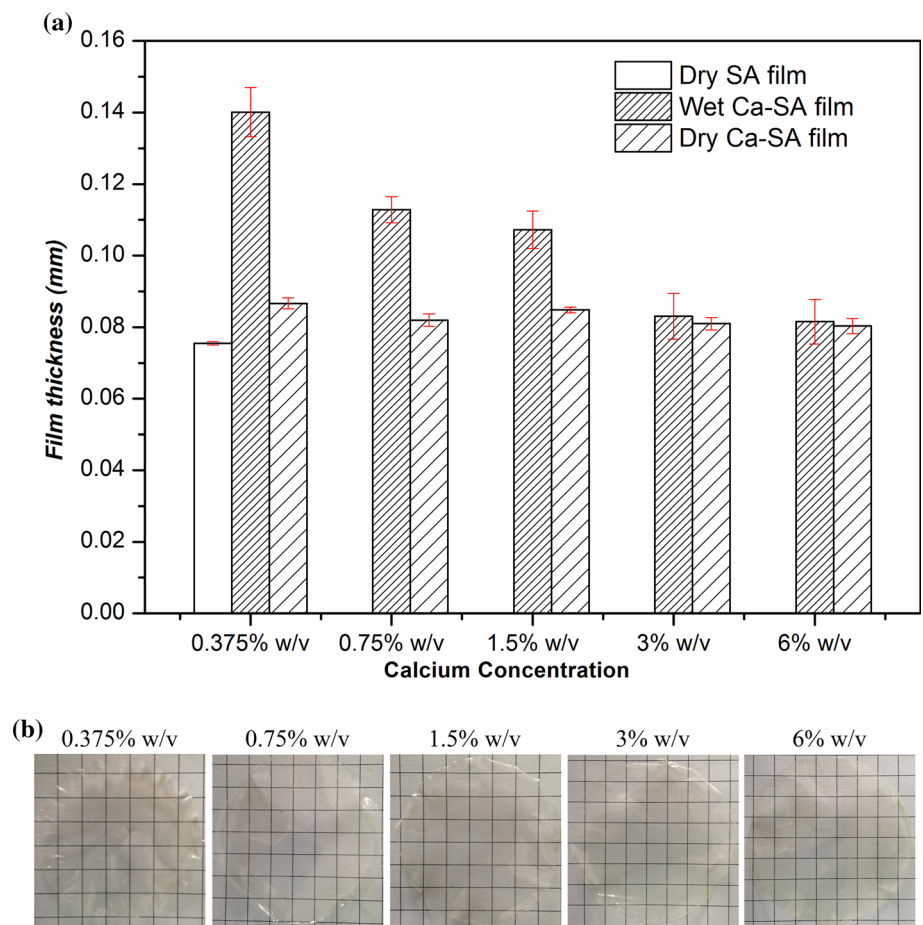 (a)
0.16
0.14
0.12
0.10
0.08
0.06
0.04
0.02
0.00
Film thickness (mm)
Dry SA film
Wet Ca-SA film
Dry Ca-SA film
0.375% w/v 0.75% w/v 1.5% w/v 3% w/v 6% w/v
Calcium Concentration
(b)
0.375% w/v 0.75% w/v 1.5% w/v 3% w/v 6% w/v